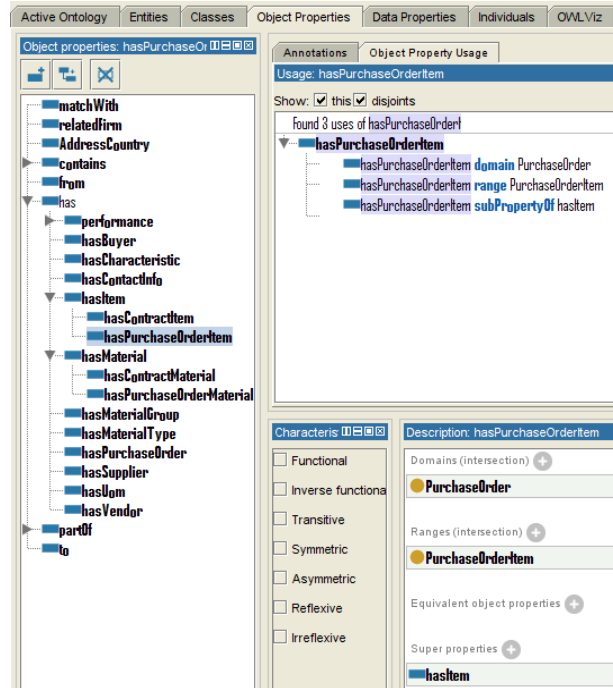 Active Ontology Entities Classes Object Properties Data Properties Individuals OWLViz
Object properties: hasPurchaseOr
matchWith
relatedFirm
AddressCountry
contains
from
has
performance
hasBuyer
hasCharacteristic
hasContactInfo
hasItem
hasContractItem
hasPurchaseOrderItem
hasMaterial
hasContractMaterial
hasPurchaseOrderMaterial
hasMaterialGroup
hasMaterialType
hasPurchaseOrder
hasSupplier
hasUom
hasVendor
partOf
to
Annotations Object Property Usage
Usage: hasPurchaseOrderItem
Show: this disjoints
Found 3 uses of hasPurchaseOrderI
hasPurchaseOrderItem
hasPurchaseOrderItem domain PurchaseOrder
hasPurchaseOrderItem range PurchaseOrderItem
hasPurchaseOrderItem subPropertyOf hasItem
Characteris
Functional
Inverse functiona
Transitive
Symmetric
Asymmetric
Reflexive
Irreflexive
Description: hasPurchaseOrderItem
Domains (intersection)
PurchaseOrder
Ranges (intersection)
PurchaseOrderItem
Equivalent object properties
Super properties
hasItem